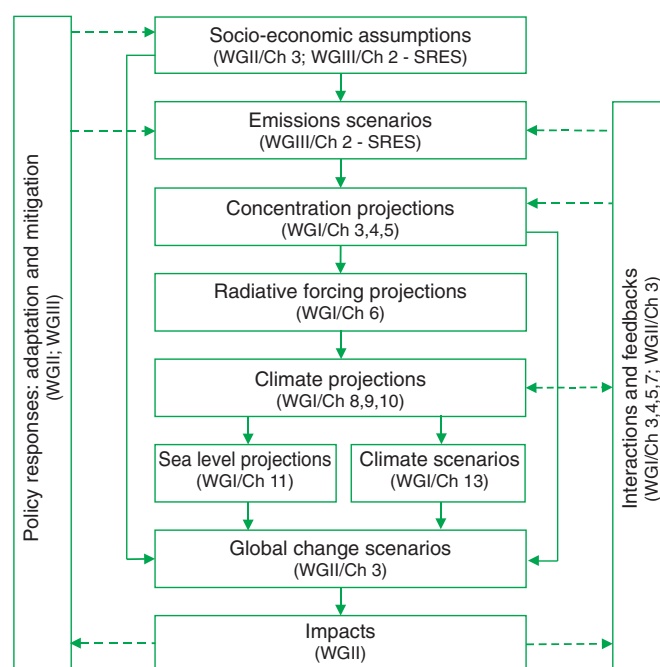 Socio-economic assumptions
(WGII/Ch 3; WGIII/Ch 2 - SRES)
Emissions scenarios
(WGIII/Ch 2 - SRES)
Concentration projections
(WGI/Ch 3,4,5)
Radiative forcing projections
(WGI/Ch 6)
Climate projections
(WGI/Ch 8,9,10)
Sea level projections
(WGI/Ch 11)
Climate scenarios
(WGI/Ch 13)
Global change scenarios
(WGII/Ch 3)
Impacts
(WGII)
Policy responses: adaptation and mitigation
(WGII; WGIII)
Interactions and feedbacks
(WGI/Ch 3,4,5,7; WGII/Ch 3)